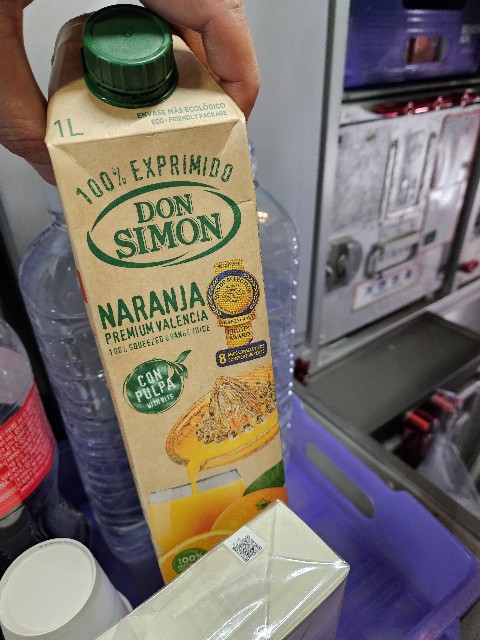 ENVASE MÁS ECOLÓGICO
ECO - FRIENDLY PACKAGE
1L
100% EXPRIMIDO
DON
SIMON
NARANJA
PREMIUM VALENCIA
100% SQUEEZED ORANGE JUICE
CON
PULPA
WITH BITS
8
100%